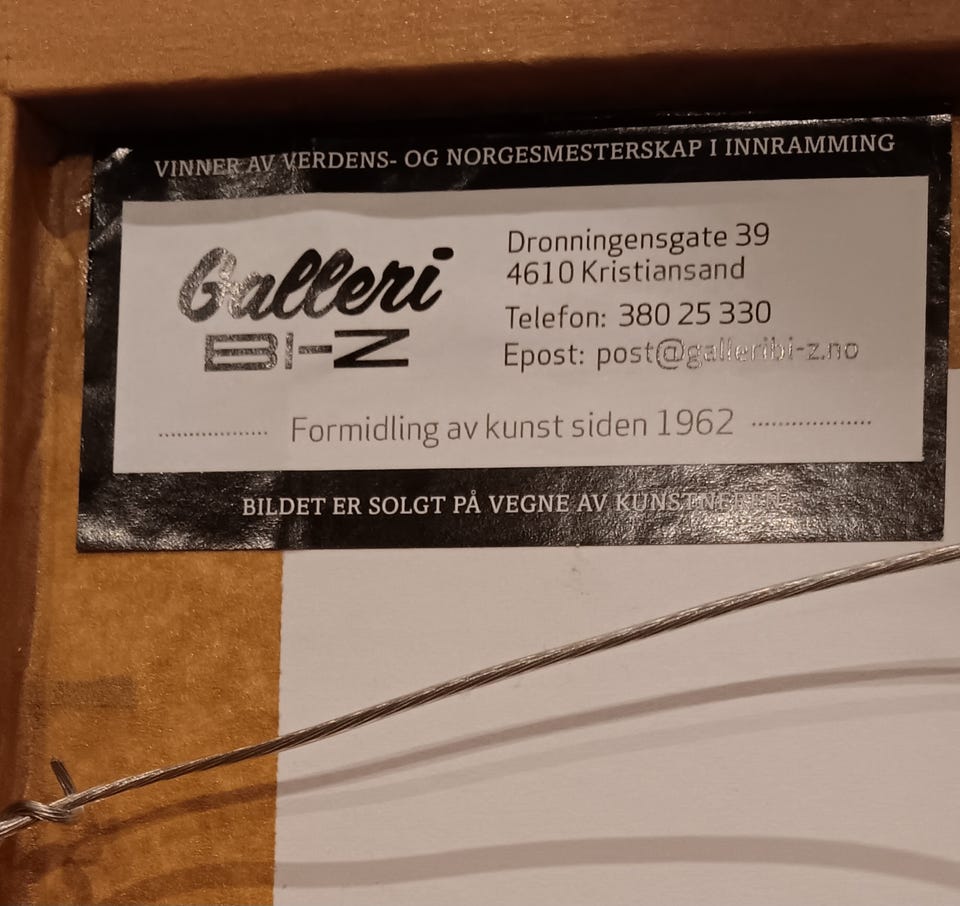 VINNER AV VERDENS- OG NORGESMESTERSKAP I INNRAMMING
Galleri
BI-Z
Dronningensgate 39
4610 Kristiansand
Telefon: 380 25 330
Epost: post@galleribi-z.no
Formidling av kunst siden 1962
BILDET ER SOLGT PÅ VEGNE AV KUNSTNEREN